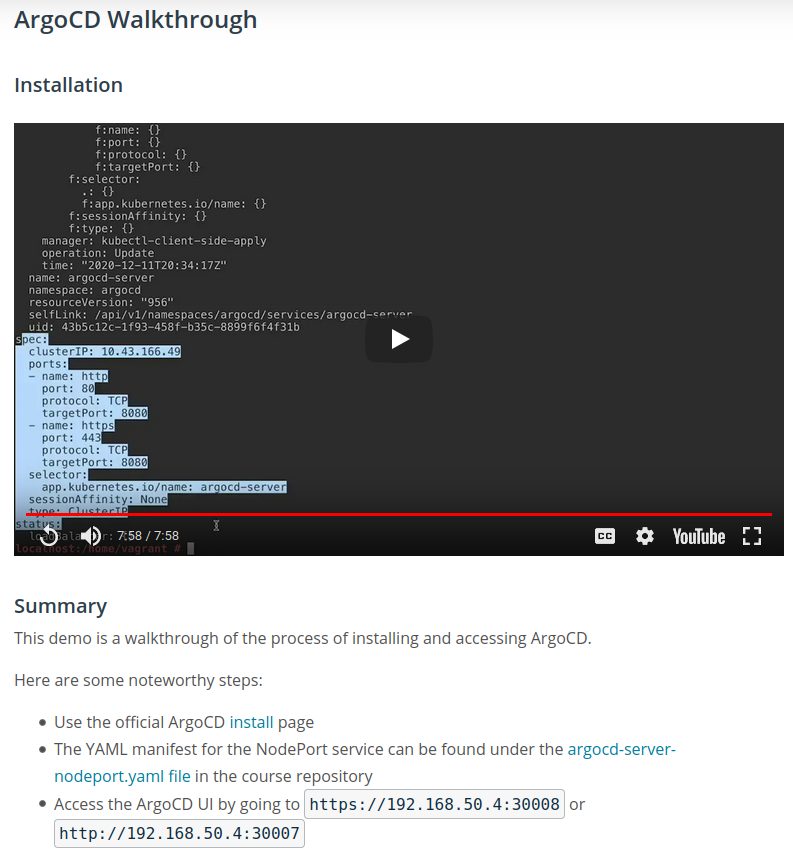 ArgoCD Walkthrough
Installation
f:name: {}
f:port: {}
f:protocol: {}
f:targetPort: {}
f:selector:
.: {}
f:app.kubernetes.io/name: {}
f:sessionAffinity: {}
f:type: {}
manager: kubectl-client-side-apply
operation: Update
time: "2020-12-11T20:34:17Z"
name: argocd-server
namespace: argocd
resourceVersion: "956"
selfLink: /api/v1/namespaces/argocd/services/argocd-server
uid: 43b5c12c-1f93-458f-b35c-8899f6f4f31b
spec:
clusterIP: 10.43.166.49
ports:
- name: http
port: 80
protocol: TCP
targetPort: 8080
- name: https
port: 443
protocol: TCP
targetPort: 8080
selector:
app.kubernetes.io/name: argocd-server
sessionAffinity: None
type: ClusterIP
status:
7:58 / 7:58 CC YouTube
localhost:/home/vagrant #
Summary
This demo is a walkthrough of the process of installing and accessing ArgoCD.
Here are some noteworthy steps:
• Use the official ArgoCD install page
• The YAML manifest for the NodePort service can be found under the argocd-server-
nodeport.yaml file in the course repository
• Access the ArgoCD UI by going to https://192.168.50.4:30008 or
http://192.168.50.4:30007